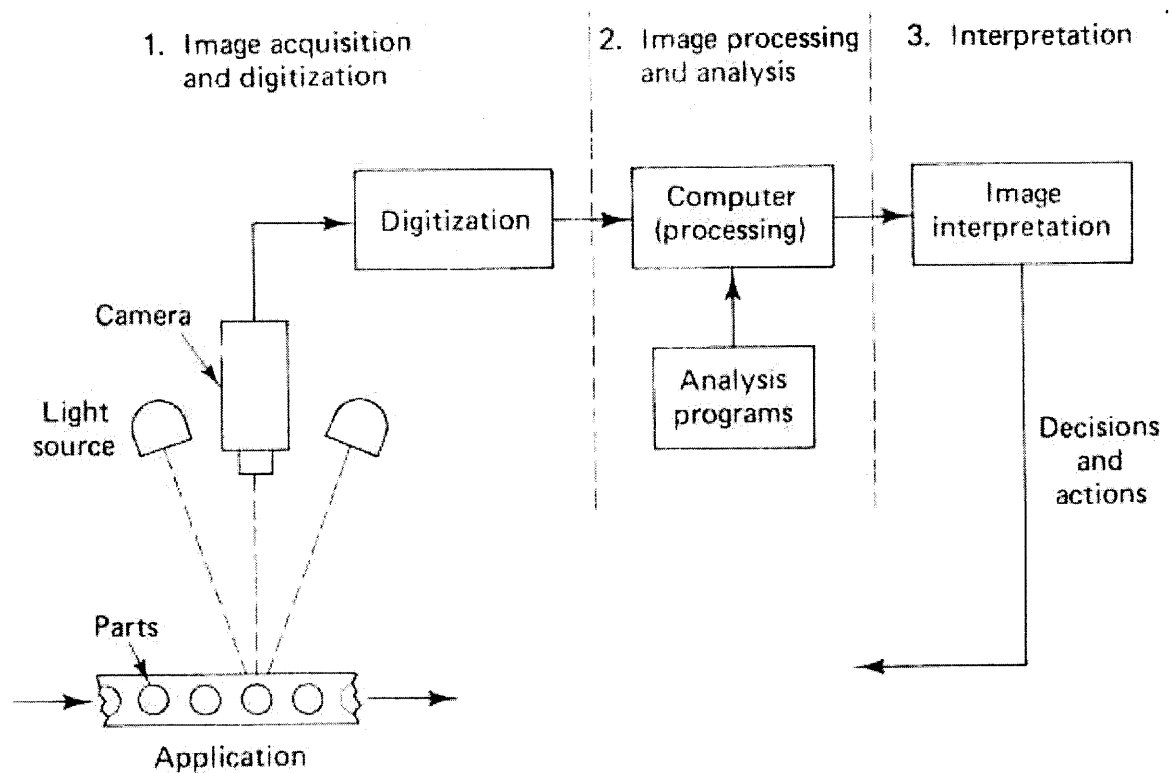 1. Image acquisition
and digitization
2. Image processing
and analysis
3. Interpretation
Digitization
Computer
(processing)
Image
interpretation
Camera
Analysis
programs
Light
source
Decisions
and
actions
Parts
Application